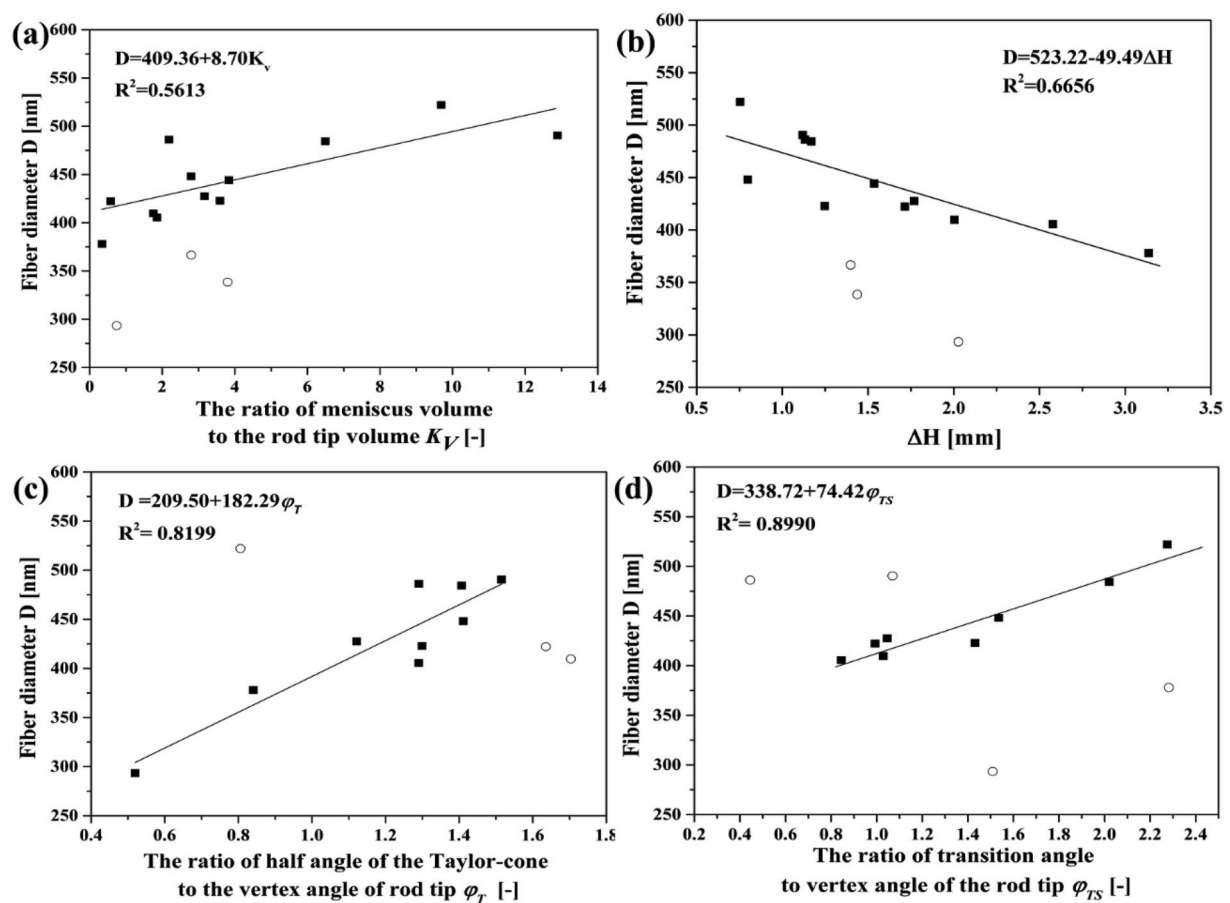 (a)
D=409.36+8.70Kv
R²=0.5613
Fiber diameter D [nm]
600
550
500
450
400
350
300
250
0 2 4 6 8 10 12 14
The ratio of meniscus volume
to the rod tip volume KV [-]
(b)
D=523.22-49.49ΔH
R²=0.6656
Fiber diameter D [nm]
600
550
500
450
400
350
300
250
0.5 1.0 1.5 2.0 2.5 3.0 3.5
ΔH [mm]
(c)
D =209.50+182.29φT
R²= 0.8199
Fiber diameter D [nm]
600
550
500
450
400
350
300
250
0.4 0.6 0.8 1.0 1.2 1.4 1.6 1.8
The ratio of half angle of the Taylor-cone
to the vertex angle of rod tip φT [-]
(d)
D=338.72+74.42φTS
R²= 0.8990
Fiber diameter D [nm]
600
550
500
450
400
350
300
250
0.2 0.4 0.6 0.8 1.0 1.2 1.4 1.6 1.8 2.0 2.2 2.4
The ratio of transition angle
to vertex angle of the rod tip φTS [-]